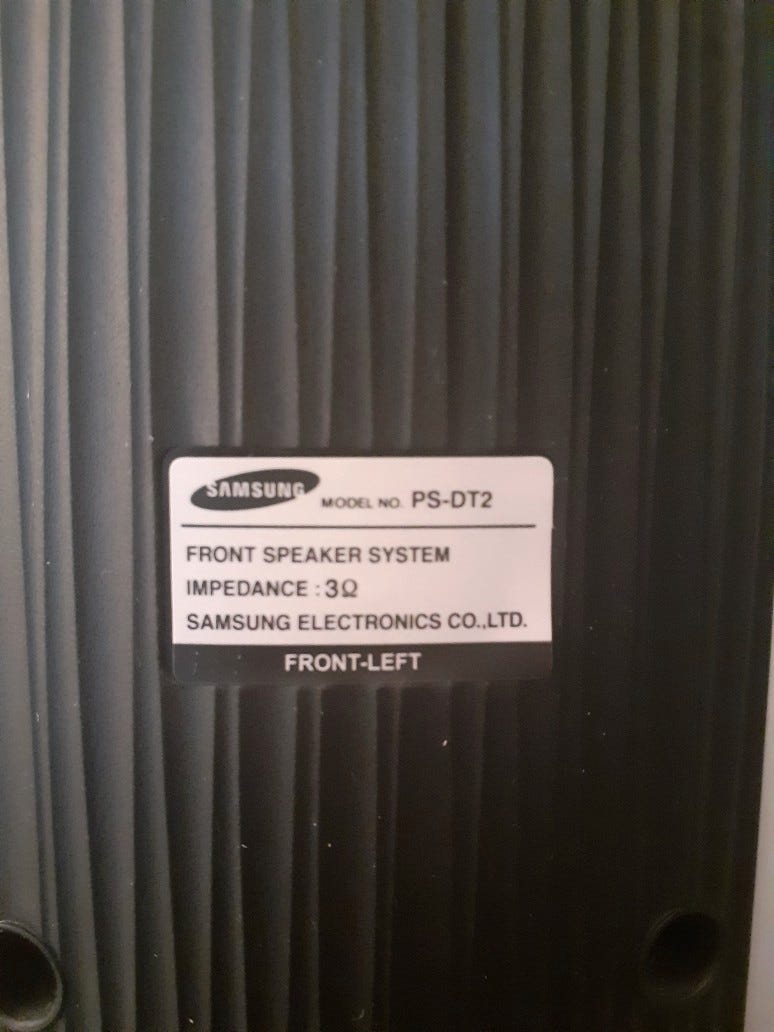 SAMSUNG MODEL NO. PS-DT2
FRONT SPEAKER SYSTEM
IMPEDANCE : 3Ω
SAMSUNG ELECTRONICS CO.,LTD.
FRONT-LEFT